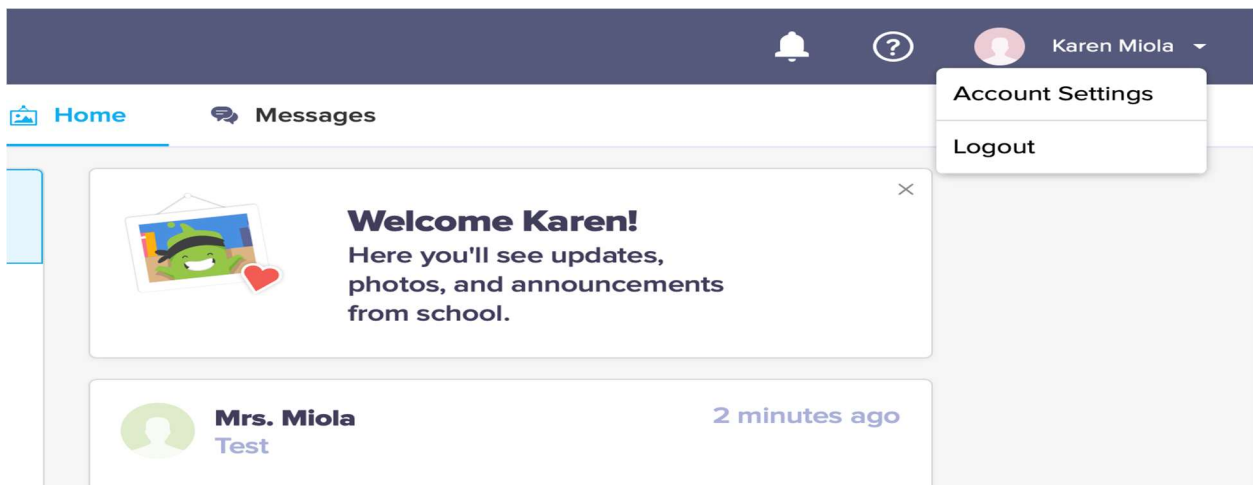 Karen Miola
Account Settings
Logout
Home
Messages
Welcome Karen!
Here you'll see updates,
photos, and announcements
from school.
Mrs. Miola
2 minutes ago
Test